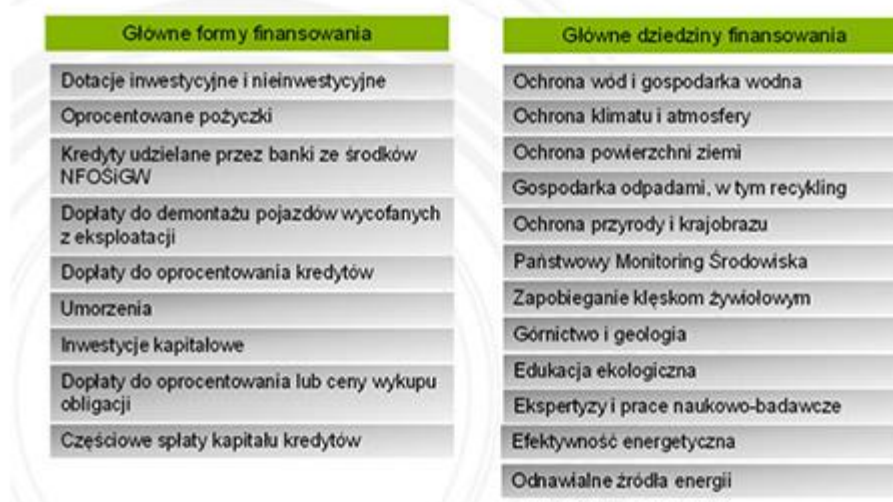 Główne formy finansowania
Dotacje inwestycyjne i nieinwestycyjne
Oprocentowane pożyczki
Kredyty udzielane przez banki ze środków
NFOŚiGW
Dopłaty do demontażu pojazdów wycofanych
z eksploatacji
Dopłaty do oprocentowania kredytów
Umorzenia
Inwestycje kapitałowe
Dopłaty do oprocentowania lub ceny wykupu
obligacji
Częściowe spłaty kapitału kredytów
Główne dziedziny finansowania
Ochrona wód i gospodarka wodna
Ochrona klimatu i atmosfery
Ochrona powierzchni ziemi
Gospodarka odpadami, w tym recykling
Ochrona przyrody i krajobrazu
Państwowy Monitoring Środowiska
Zapobieganie klęskom żywiołowym
Górnictwo i geologia
Edukacja ekologiczna
Ekspertyzy i prace naukowo-badawcze
Efektywność energetyczna
Odnawialne źródła energii